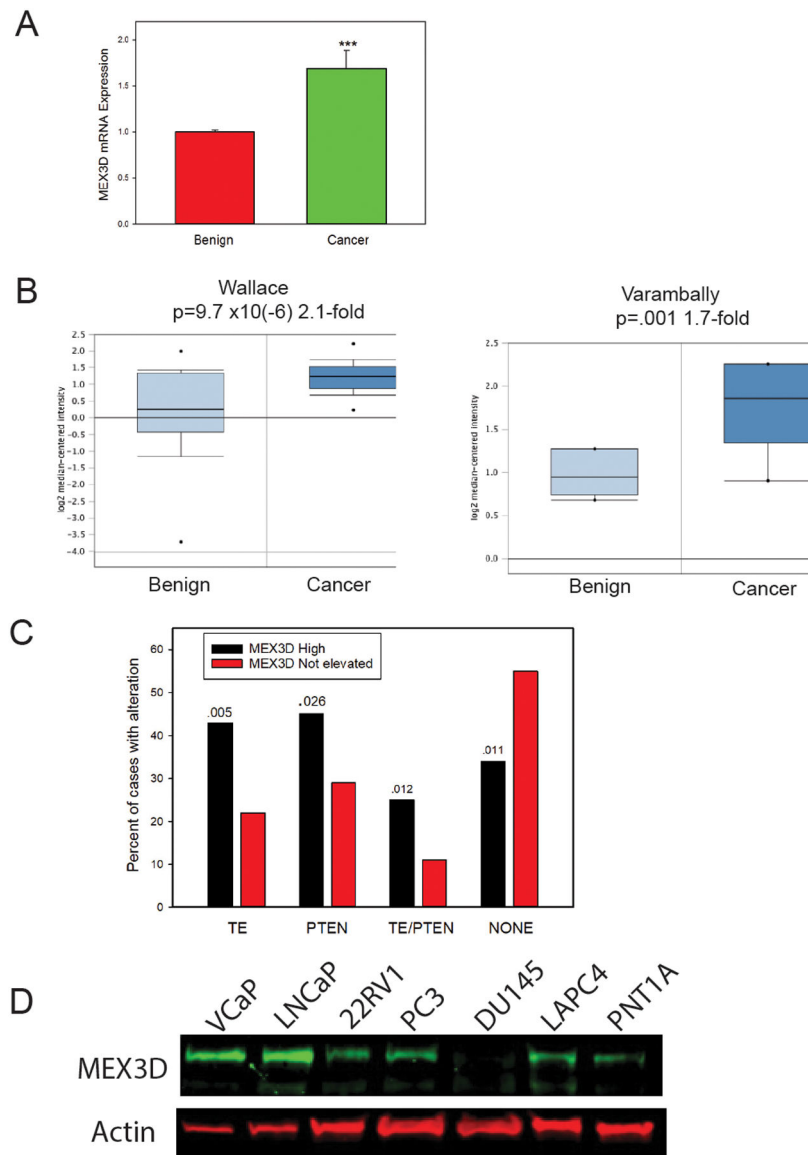 A
MEX3D mRNA Expression
2.0
1.5
1.0
0.5
0.0
***
Benign
Cancer
B
Wallace
p=9.7 x10(-6) 2.1-fold
log2 median-centered intensity
2.5
2.0
1.5
1.0
0.5
0.0
-0.5
-1.0
-1.5
-2.0
-2.5
-3.0
-3.5
-4.0
Benign
Cancer
Varambally
p=.001 1.7-fold
log2 median-centered intensity
2.5
2.0
1.5
1.0
0.5
0.0
Benign
Cancer
C
Percent of cases with alteration
60
50
40
30
20
10
0
MEX3D High
MEX3D Not elevated
.005
.026
.012
.011
TE
PTEN
TE/PTEN
NONE
D
VCaP
LNCaP
22RV1
PC3
DU145
LAPC4
PNT1A
MEX3D
Actin